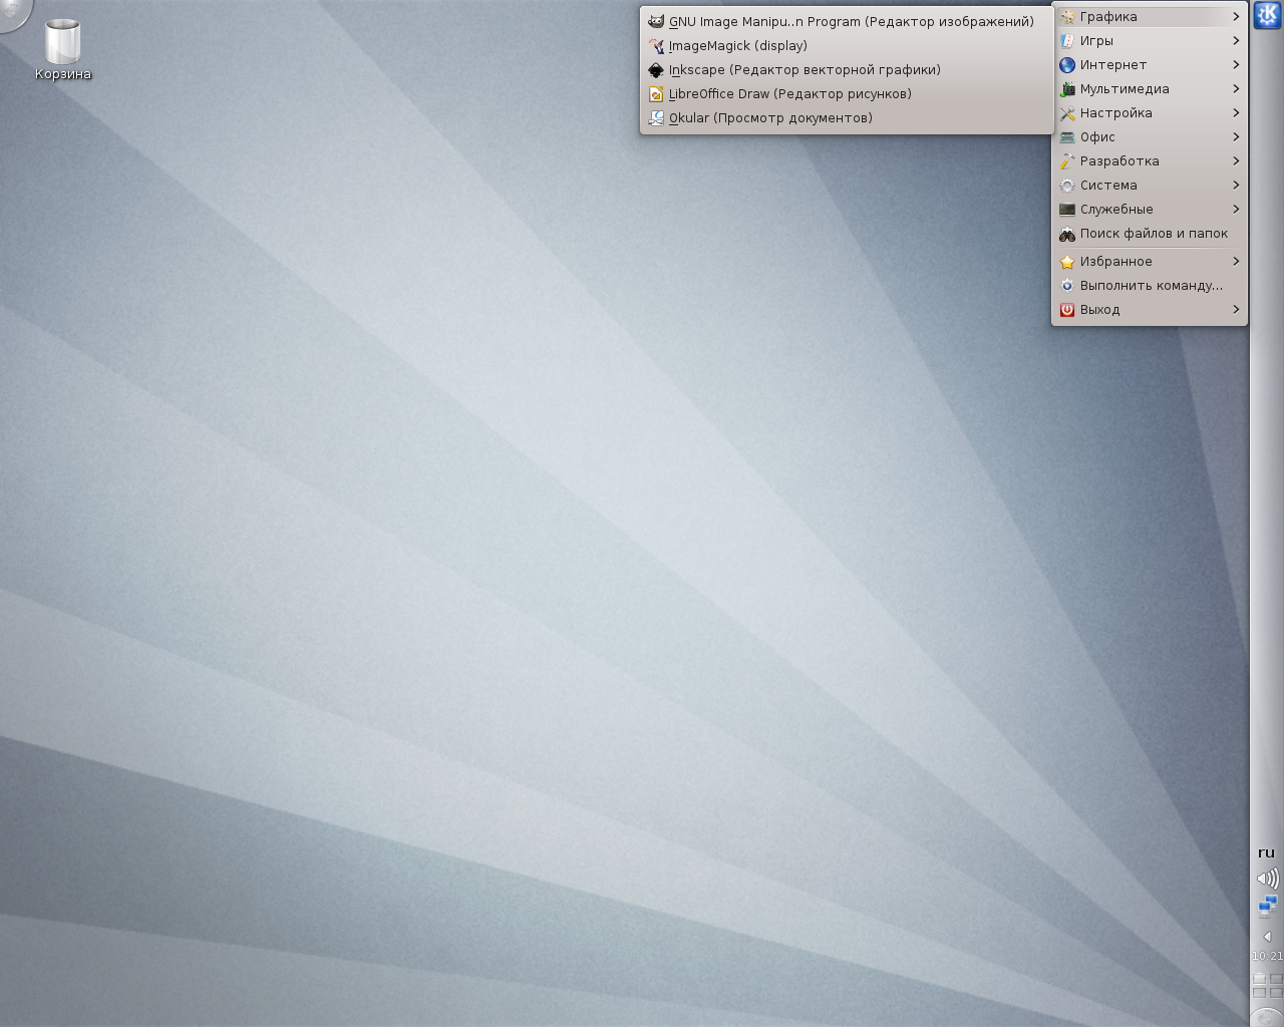 Корзина
GNU Image Manipu..n Program (Редактор изображений)
ImageMagick (display)
Inkscape (Редактор векторной графики)
LibreOffice Draw (Редактор рисунков)
Okular (Просмотр документов)
Графика
Игры
Интернет
Мультимедиа
Настройка
Офис
Разработка
Система
Служебные
Поиск файлов и папок
Избранное
Выполнить команду...
Выход
ru
10:21